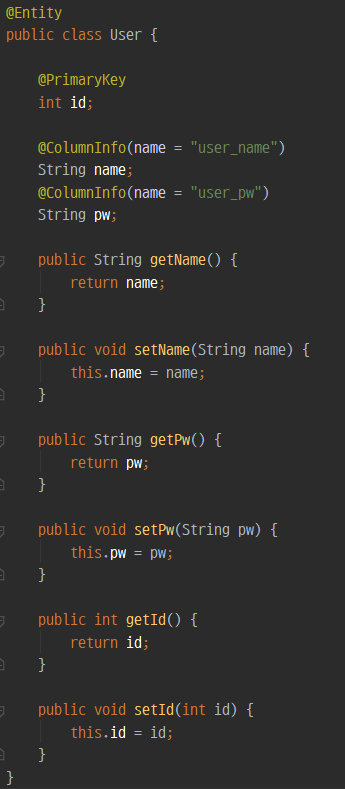 @Entity
public class User {
@PrimaryKey
int id;
@ColumnInfo(name = "user_name")
String name;
@ColumnInfo(name = "user_pw")
String pw;
public String getName() {
return name;
}
public void setName(String name) {
this.name = name;
}
public String getPw() {
return pw;
}
public void setPw(String pw) {
this.pw = pw;
}
public int getId() {
return id;
}
public void setId(int id) {
this.id = id;
}
}